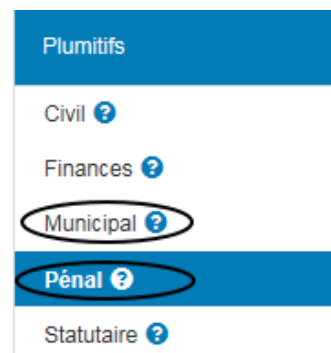 Plumitifs
Civil ?
Finances ?
Municipal ?
Pénal ?
Statutaire ?